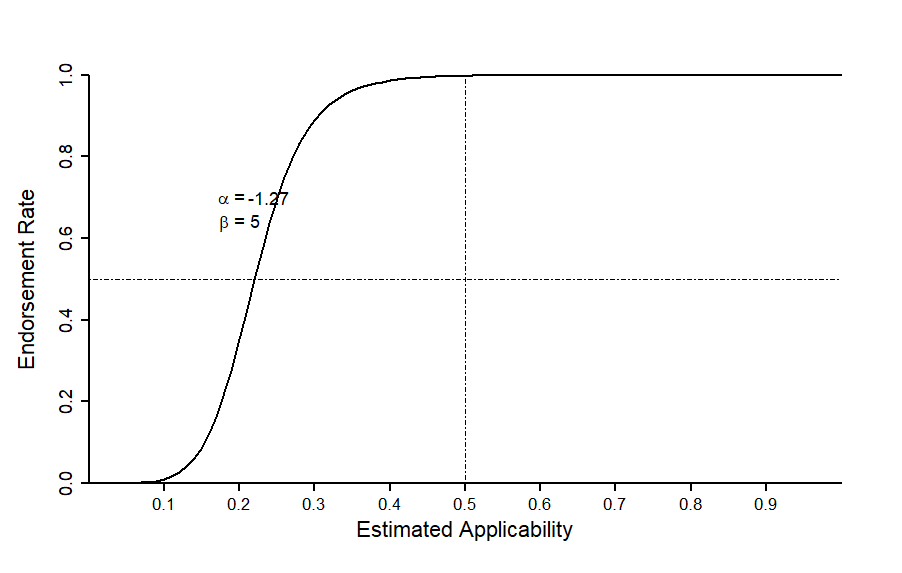 1.0
0.8
0.6
0.4
0.2
0.0
Endorsement Rate
α = -1.27
β = 5
0.1 0.2 0.3 0.4 0.5 0.6 0.7 0.8 0.9
Estimated Applicability